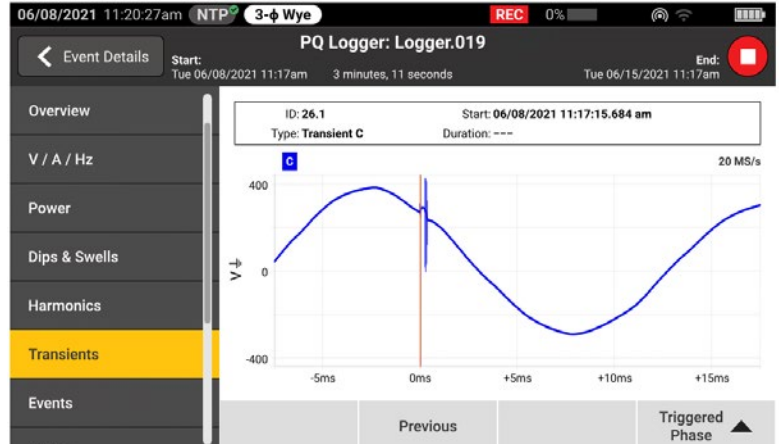 06/08/2021 11:20:27am NTP 3-ϕ Wye REC 0%
Event Details
PQ Logger: Logger.019
Start:
Tue 06/08/2021 11:17am 3 minutes, 11 seconds
End:
Tue 06/15/2021 11:17am
Overview
V / A / Hz
Power
Dips & Swells
Harmonics
Transients
Events
ID: 26.1 Start: 06/08/2021 11:17:15.684 am
Type: Transient C Duration: ---
C
20 MS/s
400
0
-400
V
-5ms 0ms +5ms +10ms +15ms
Previous
Triggered
Phase